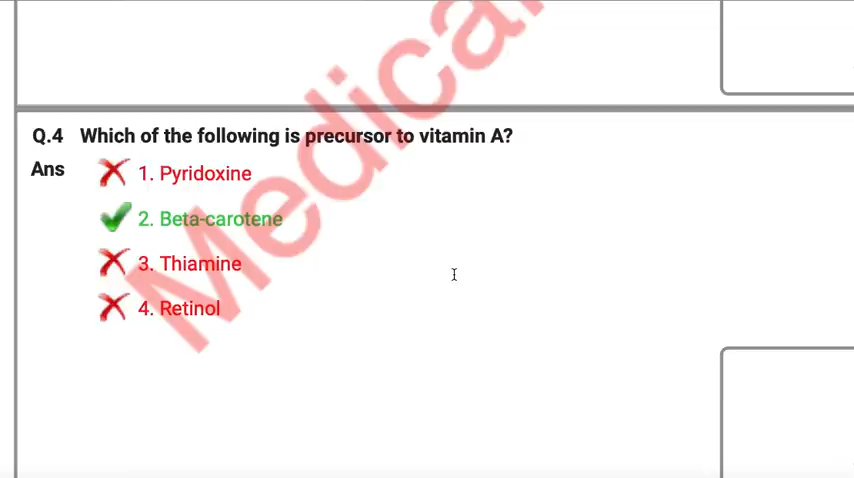 Medical
Q.4 Which of the following is precursor to vitamin A?
Ans 1. Pyridoxine
2. Beta-carotene
3. Thiamine
4. Retinol